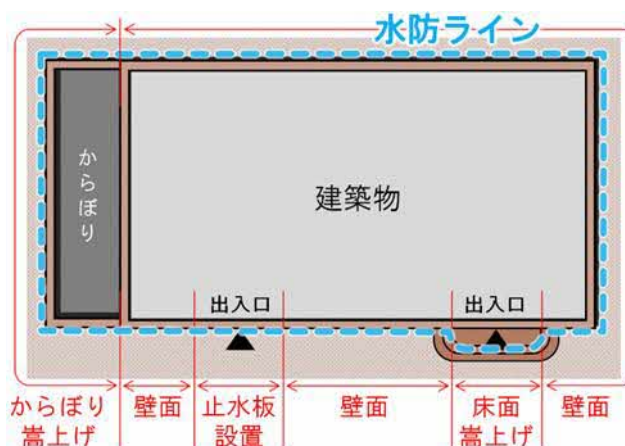 水防ライン
からぼり
建築物
出入口
出入口
からぼり
嵩上げ
壁面
止水板
設置
壁面
床面
嵩上げ
壁面